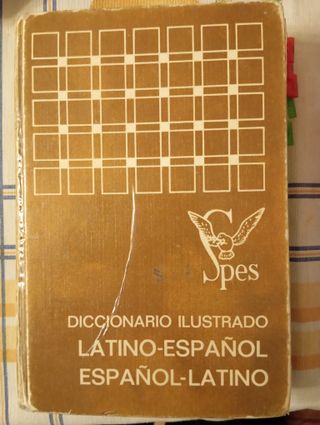 Spes
DICCIONARIO ILUSTRADO
LATINO-ESPAÑOL
ESPAÑOL-LATINO